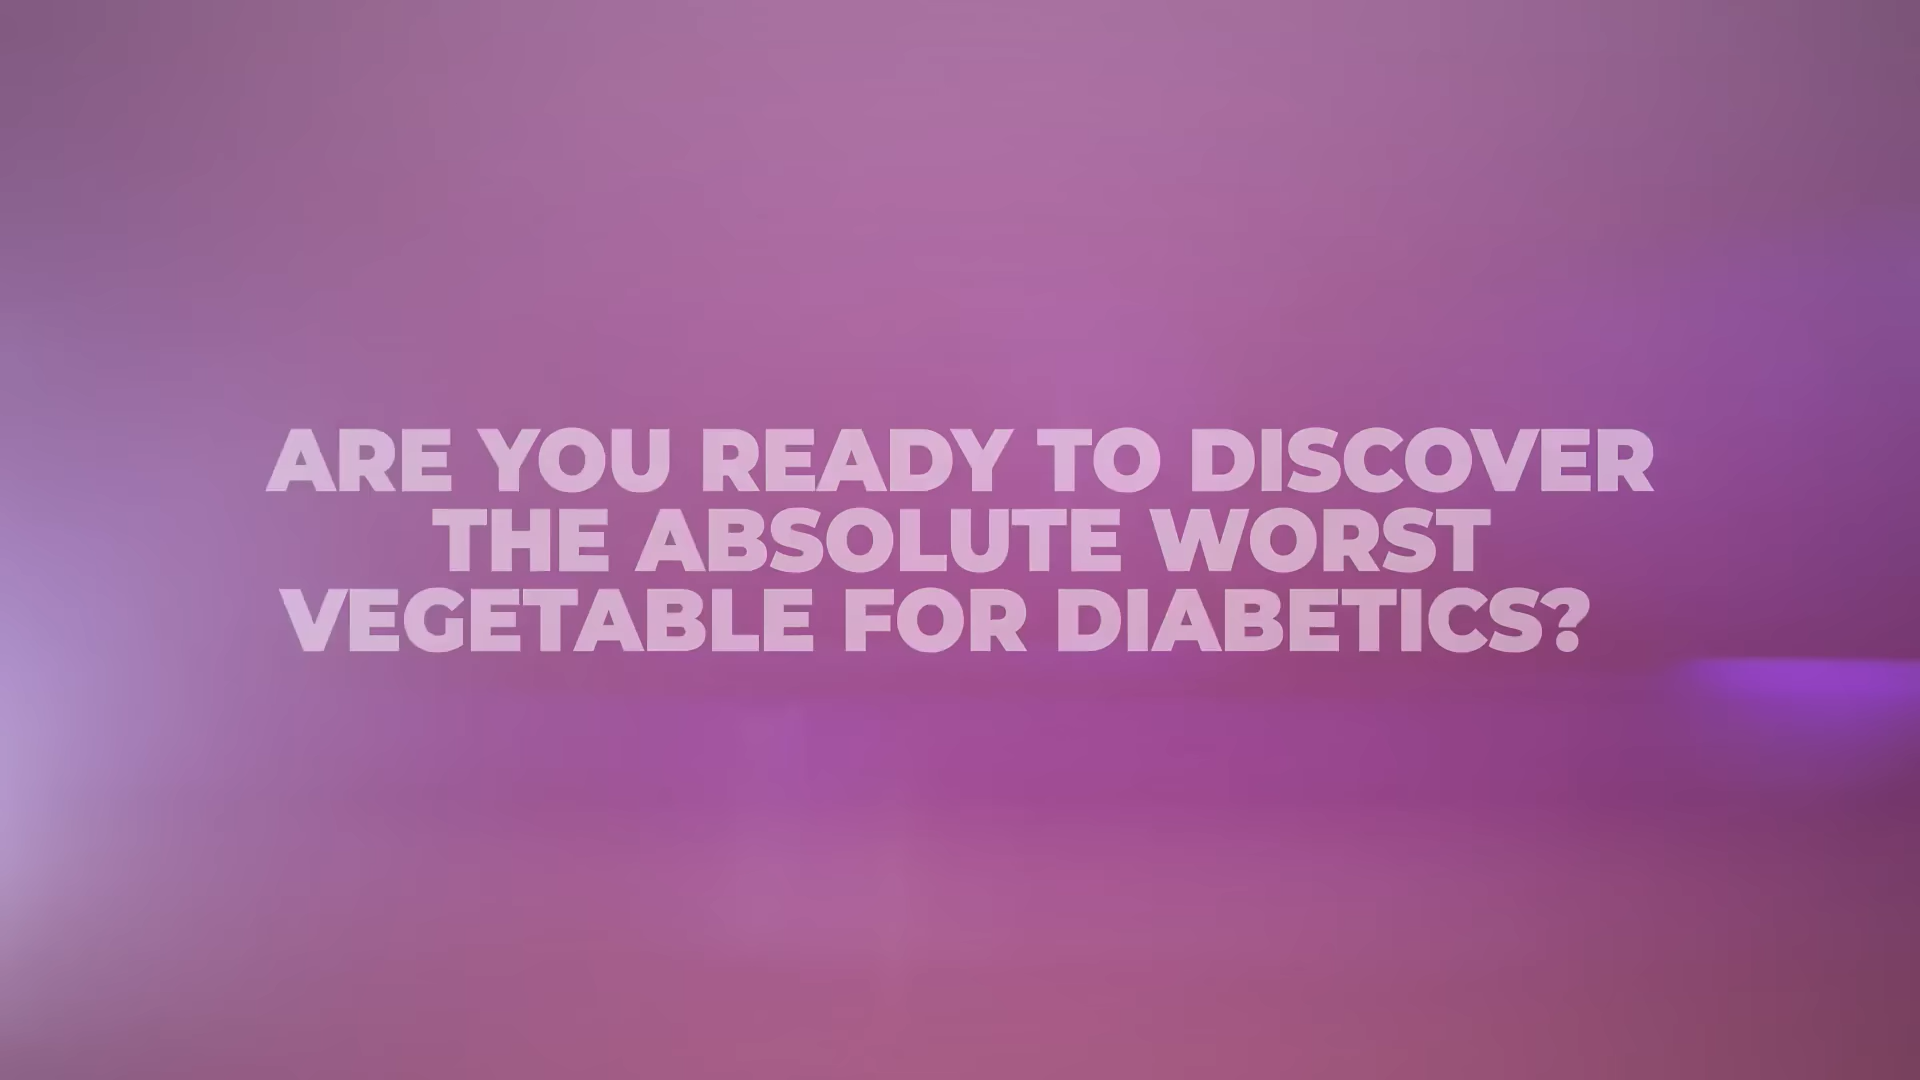 ARE YOU READY TO DISCOVER
THE ABSOLUTE WORST
VEGETABLE FOR DIABETICS?